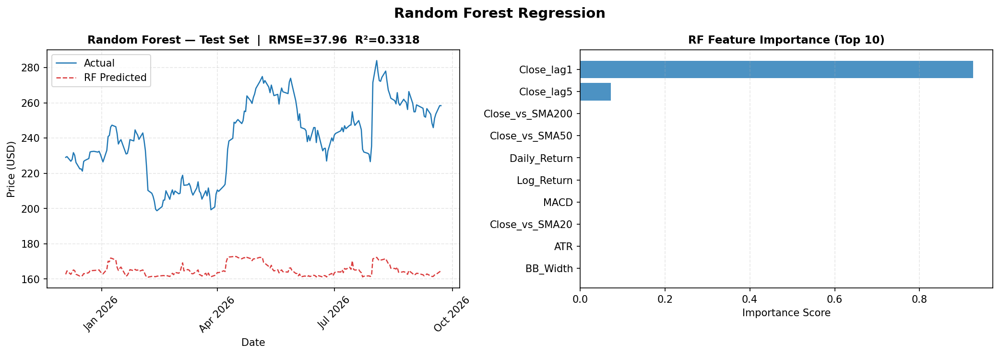 Random Forest Regression
Random Forest — Test Set | RMSE=37.96 R²=0.3318
Actual
RF Predicted
280
260
240
220
200
180
160
Price (USD)
Jan 2026
Apr 2026
Jul 2026
Oct 2026
Date
RF Feature Importance (Top 10)
Close_lag1
Close_lag5
Close_vs_SMA200
Close_vs_SMA50
Daily_Return
Log_Return
MACD
Close_vs_SMA20
ATR
BB_Width
0.0 0.2 0.4 0.6 0.8
Importance Score